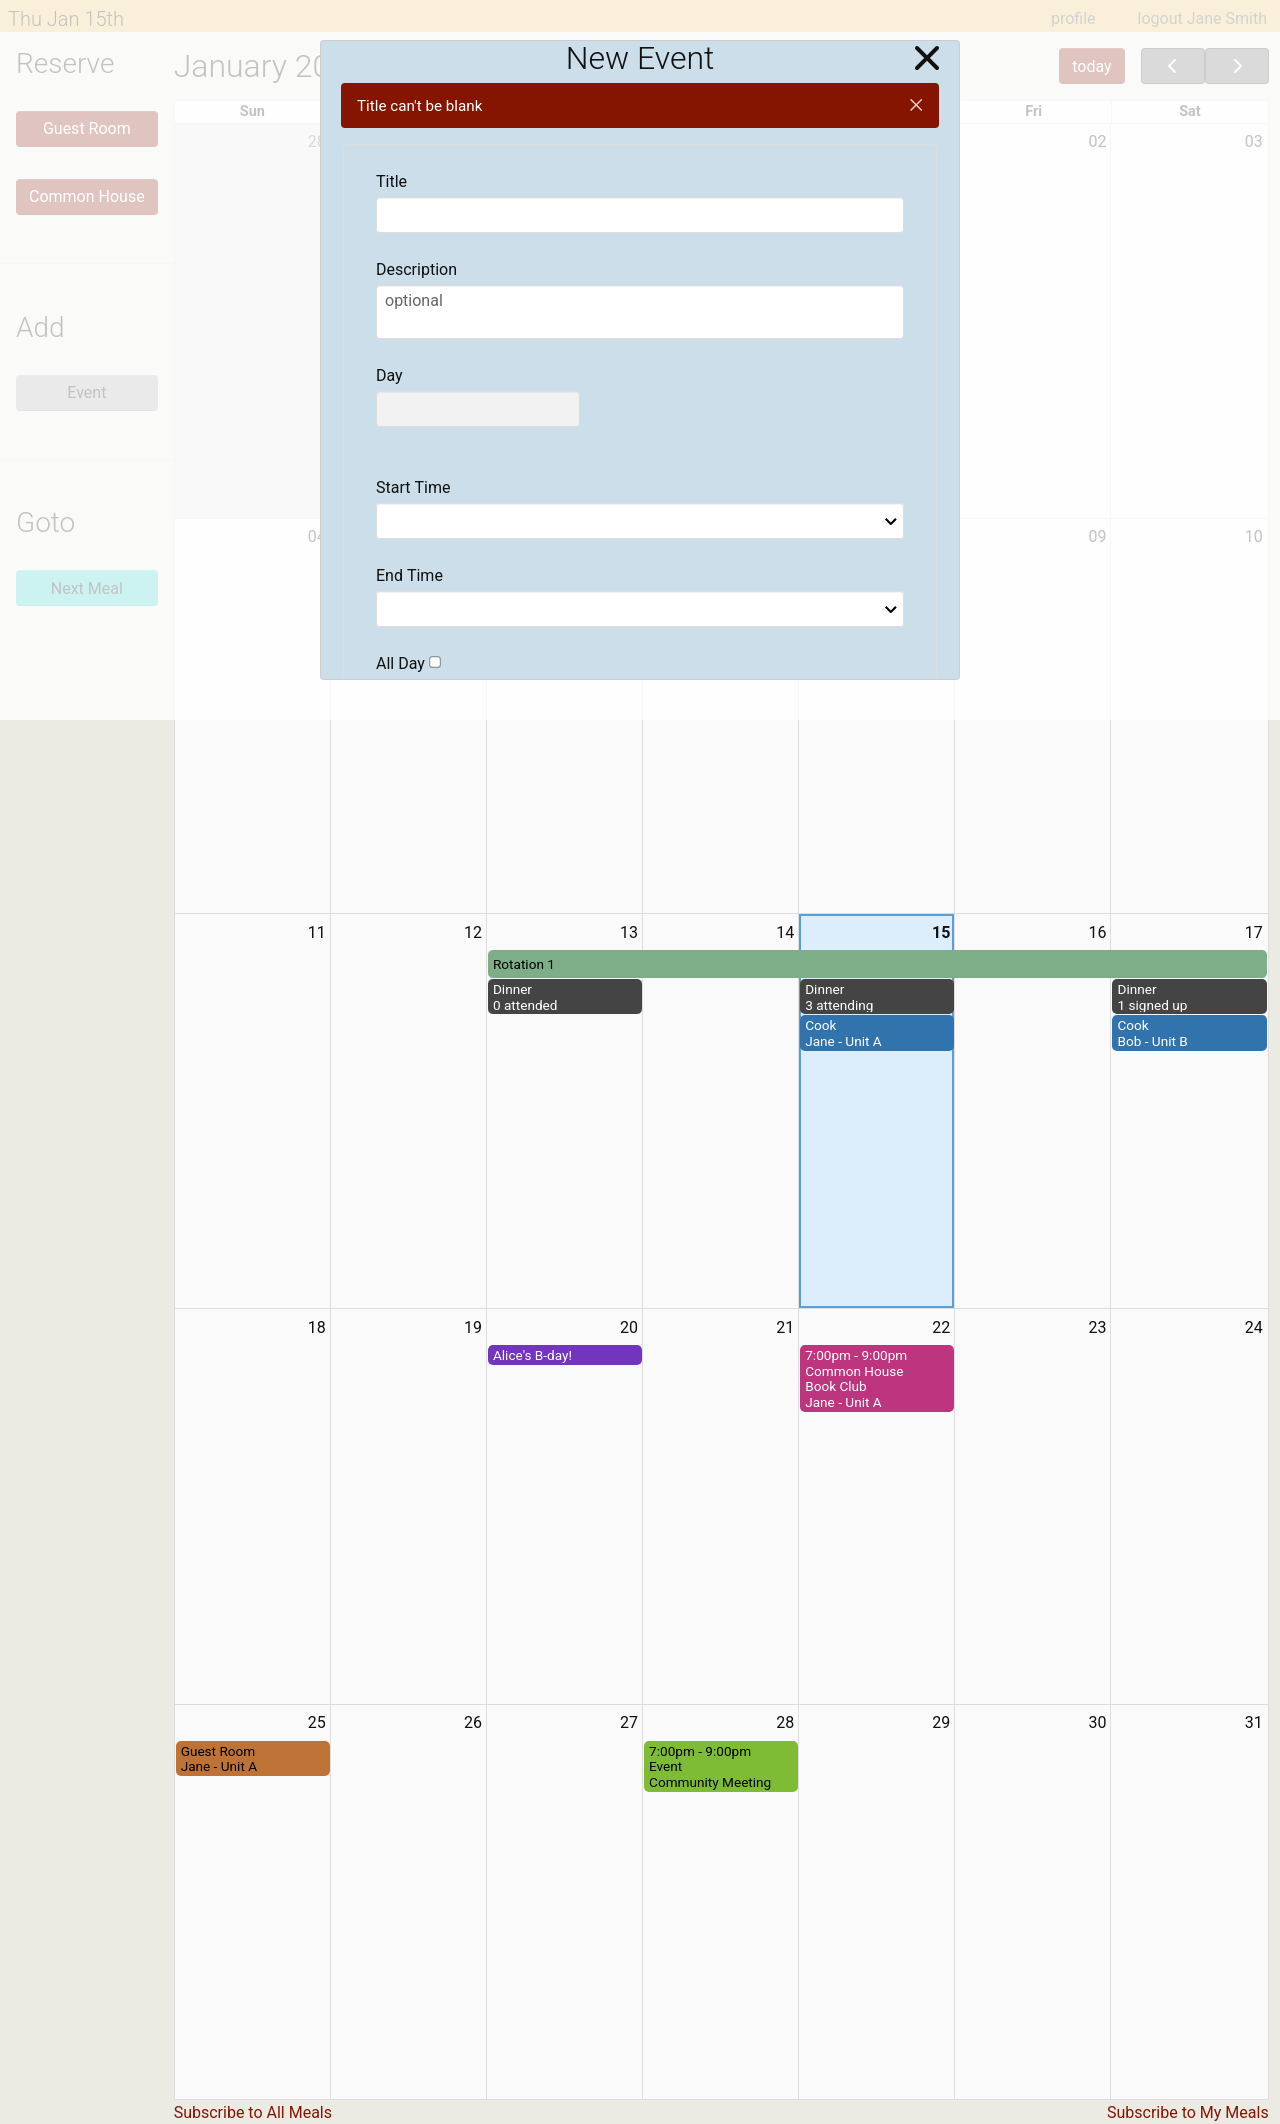 Thu Jan 15th
profile
logout Jane Smith
Reserve
Guest Room
Common House
Add
Event
Goto
Next Meal
January 20
today
New Event
Title can't be blank
Title
Description
optional
Day
Start Time
End Time
All Day
Sun
Fri
Sat
02
03
09
10
11
12
13
14
15
16
17
Rotation 1
Dinner
0 attended
Dinner
3 attending
Cook
Jane - Unit A
Dinner
1 signed up
Cook
Bob - Unit B
18
19
20
21
22
23
24
Alice's B-day!
7:00pm - 9:00pm
Common House
Book Club
Jane - Unit A
25
26
27
28
29
30
31
Guest Room
Jane - Unit A
7:00pm - 9:00pm
Event
Community Meeting
Subscribe to All Meals
Subscribe to My Meals